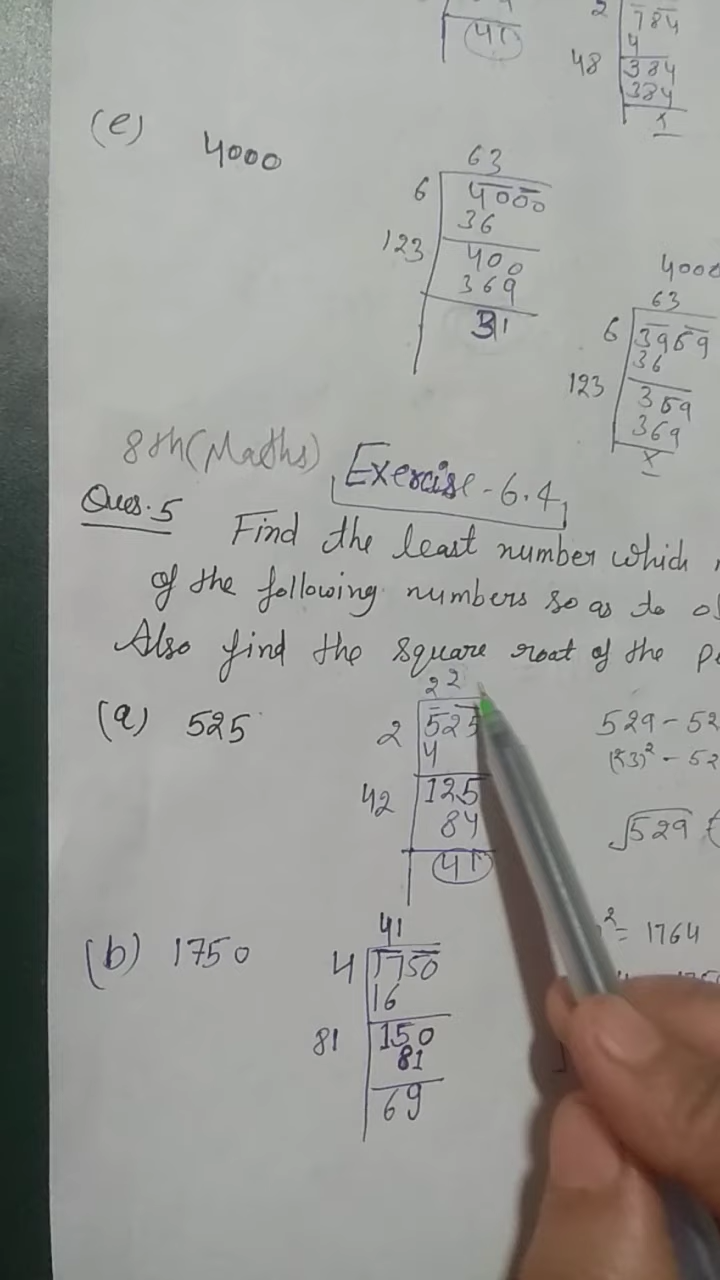 41
2 784
4
48 384
384
x
(e) 4000
63
6 4000
36
123 400
369
31
4000
63
6 3969
36
123 369
369
x
8th (Maths) Exercise - 6.4
Ques. 5 Find the least number which
of the following numbers so as to
Also find the square root of the
(a) 525
22
2 525
4
42 125
84
41
529 - 52
(23)² - 52
√529
(b) 1750
41
4 1750
16
81 150
81
69
² = 1764